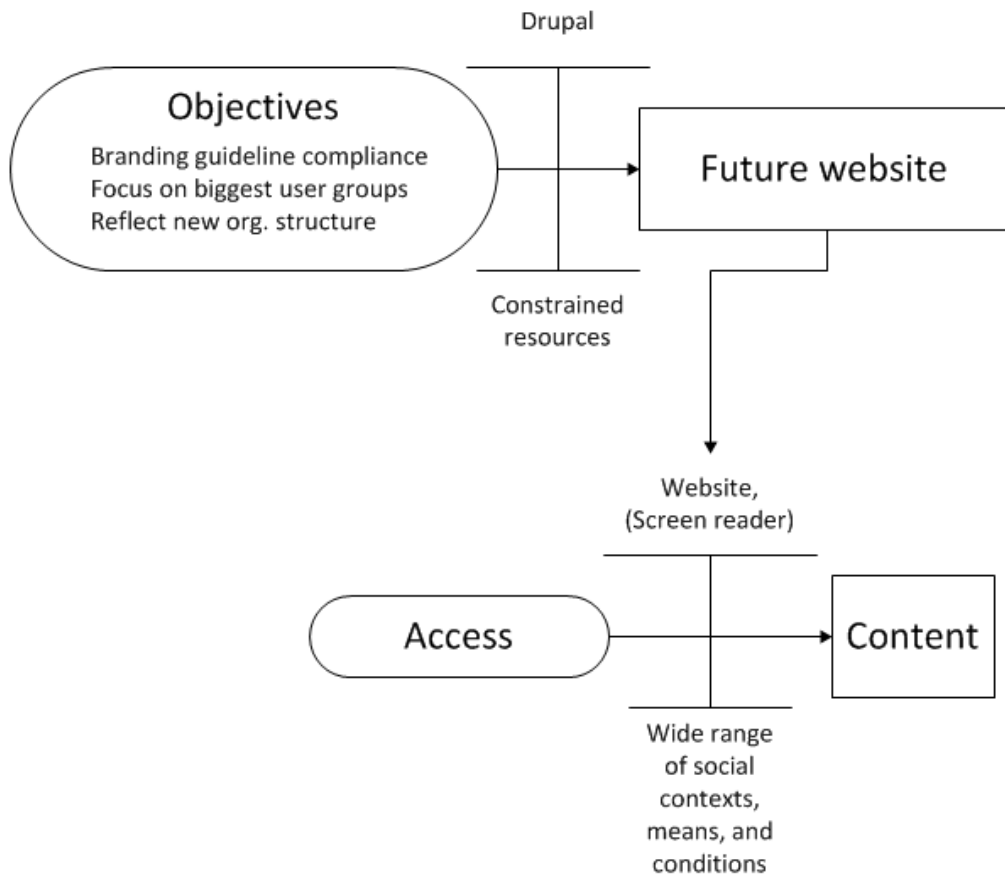 Drupal
Objectives
Branding guideline compliance
Focus on biggest user groups
Reflect new org. structure
Future website
Constrained
resources
Website,
(Screen reader)
Access
Content
Wide range
of social
contexts,
means, and
conditions